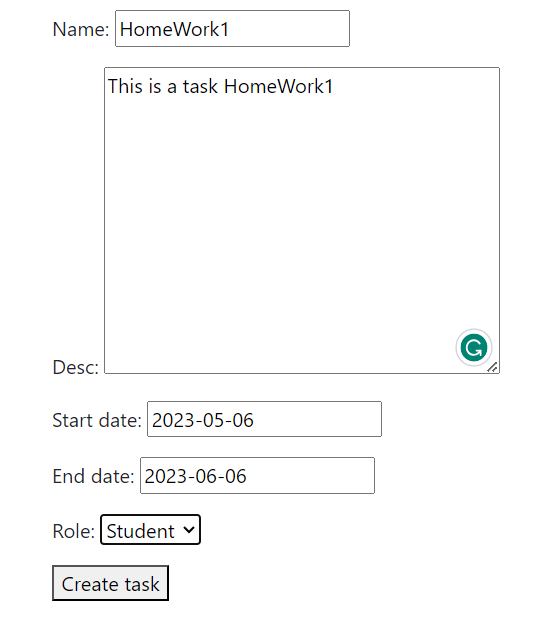 Name: HomeWork1
This is a task HomeWork1
Desc:
Start date: 2023-05-06
End date: 2023-06-06
Role: Student
Create task